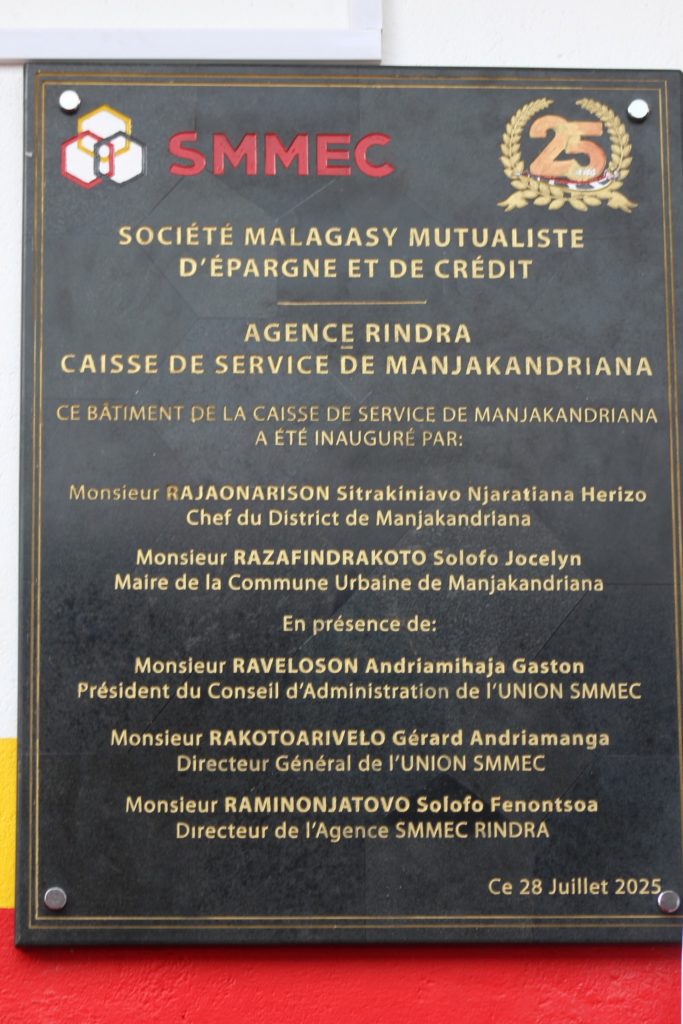 SMMEC
25
ans
SOCIÉTÉ MALAGASY MUTUALISTE
D'ÉPARGNE ET DE CRÉDIT
AGENCE RINDRA
CAISSE DE SERVICE DE MANJAKANDRIANA
CE BÂTIMENT DE LA CAISSE DE SERVICE DE MANJAKANDRIANA
A ÉTÉ INAUGURÉ PAR:
Monsieur RAJAONARISON Sitrakiniavo Njaratiana Herizo
Chef du District de Manjakandriana
Monsieur RAZAFINDRAKOTO Solofo Jocelyn
Maire de la Commune Urbaine de Manjakandriana
En présence de:
Monsieur RAVELOSON Andriamihaja Gaston
Président du Conseil d'Administration de l'UNION SMMEC
Monsieur RAKOTOARIVELO Gérard Andriamanga
Directeur Général de l'UNION SMMEC
Monsieur RAMINONJATOVO Solofo Fenontsoa
Directeur de l'Agence SMMEC RINDRA
Ce 28 Juillet 2025